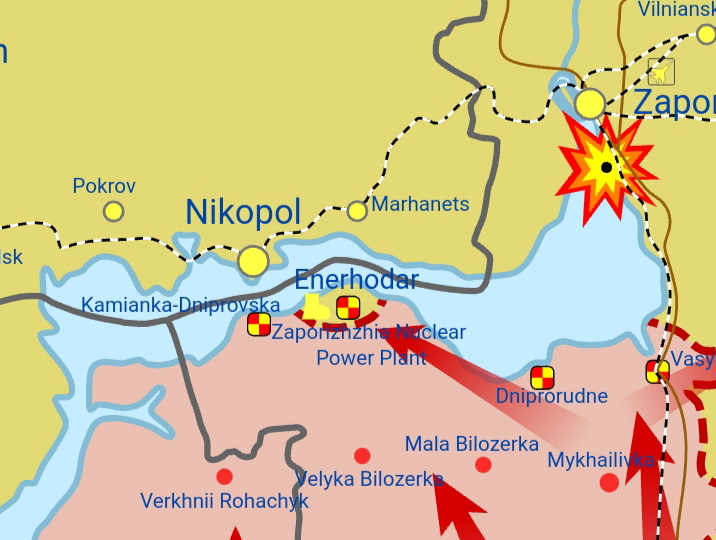 Vilniansk
n
Zapor
Pokrov
Nikopol
Marhanets
lsk
Enerhodar
Kamianka-Dniprovska
Zaporizhzhia Nuclear
Power Plant
Vasy
Dniprorudne
Mala Bilozerka
Mykhailivka
Velyka Bilozerka
Verkhnii Rohachyk